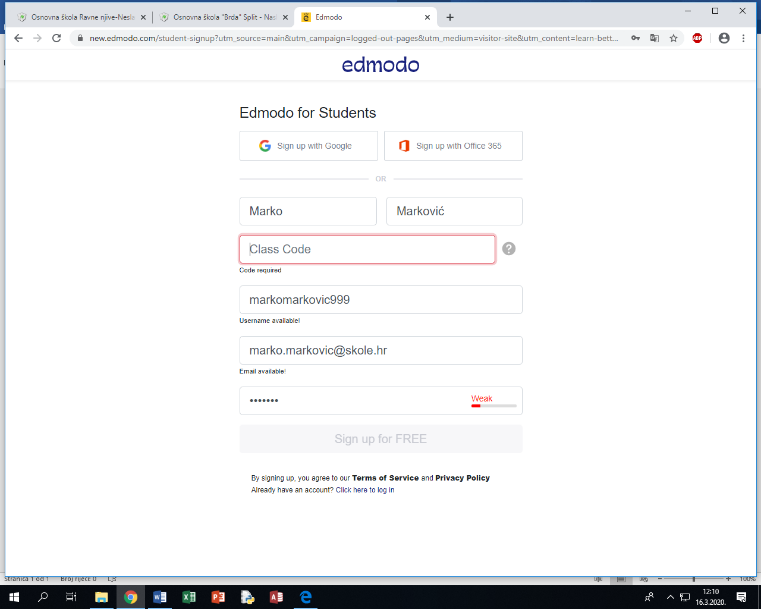 Osnovna škola Ravne njive-Nesle
Osnovna škola "Brda" Split - Nas
Edmodo
new.edmodo.com/student-signup?utm_source=main&utm_campaign=logged-out-pages&utm_medium=visitor-site&utm_content=learn-bett...
ABP
edmodo
Edmodo for Students
Sign up with Google
Sign up with Office 365
OR
Marko
Marković
Class Code
?
Code required
markomarkovic999
Username available!
marko.markovic@skole.hr
Email available!
Weak
Sign up for FREE
By signing up, you agree to our Terms of Service and Privacy Policy
Already have an account? Click here to log in
Stranica 1 od 1 Broj riječi: 0
100%
12:10
16.3.2020.